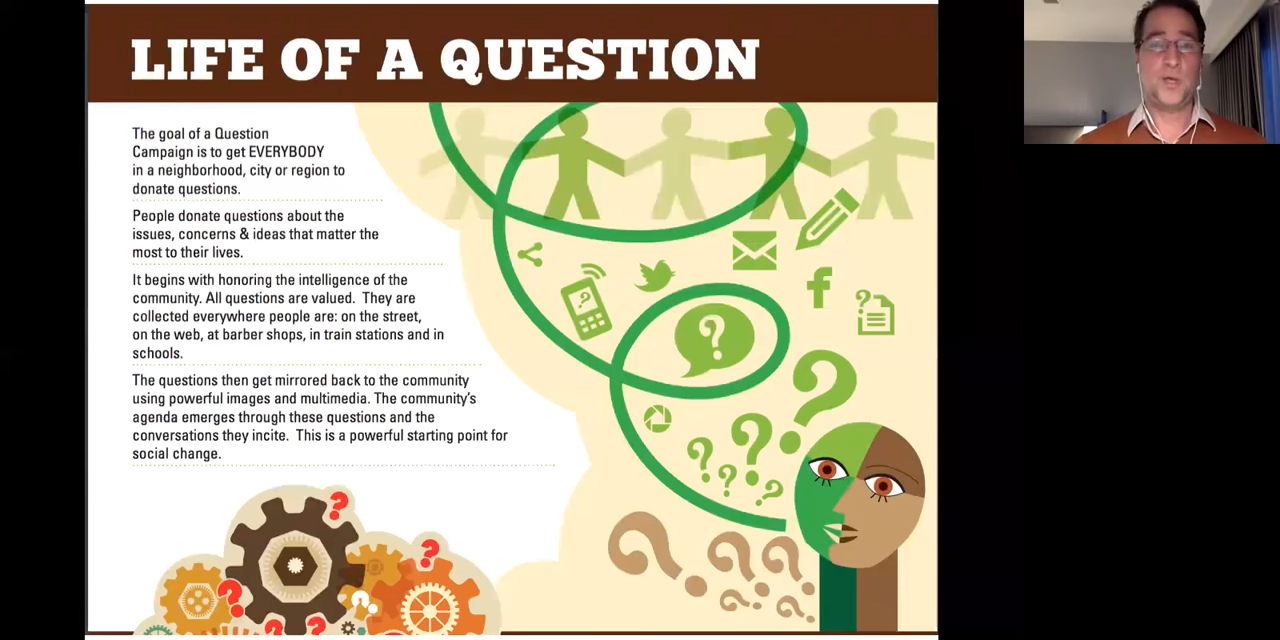 LIFE OF A QUESTION
The goal of a Question
Campaign is to get EVERYBODY
in a neighborhood, city or region to
donate questions.
People donate questions about the
issues, concerns & ideas that matter the
most to their lives.
It begins with honoring the intelligence of the
community. All questions are valued. They are
collected everywhere people are: on the street,
on the web, at barber shops, in train stations and in
schools.
The questions then get mirrored back to the community
using powerful images and multimedia. The community's
agenda emerges through these questions and the
conversations they incite. This is a powerful starting point for
social change.